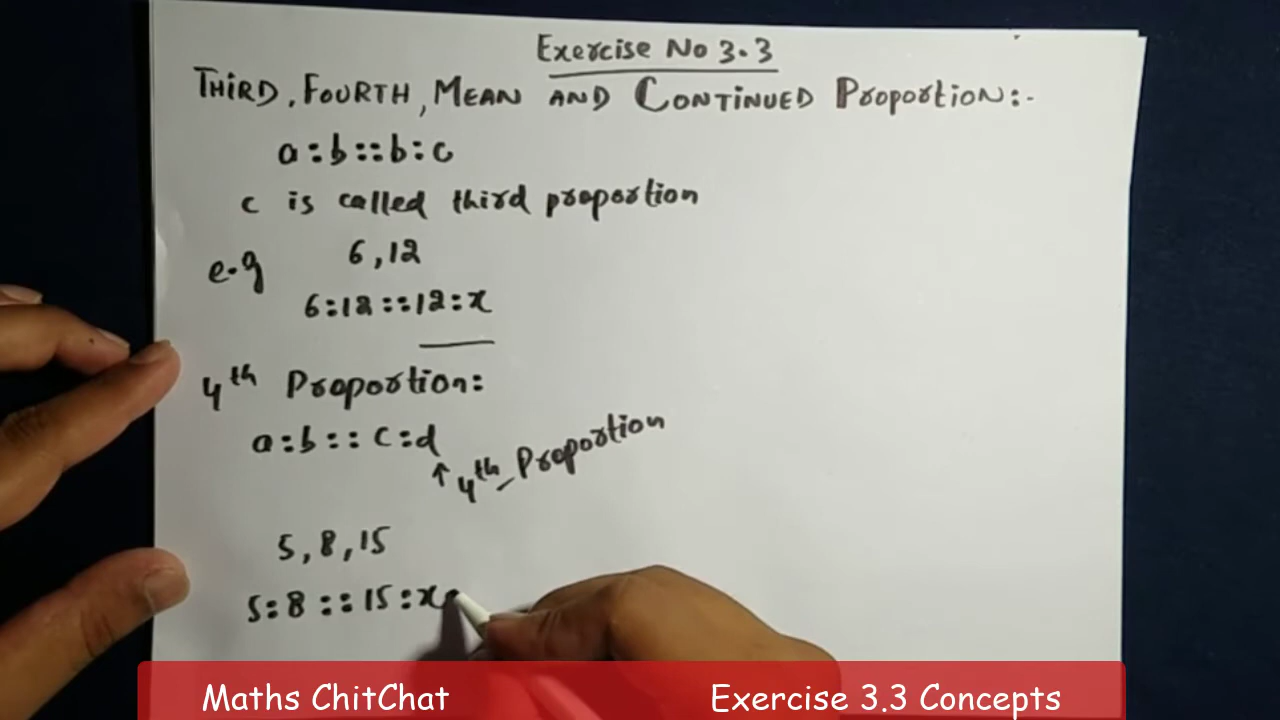 Exercise No 3.3
THIRD, FOURTH, MEAN AND CONTINUED Proportion:-
a:b::b:c
c is called third proportion
e.g 6,12
6:12::12:x
4th Proportion:
a:b::c:d
↑ 4th Proportion
5,8,15
5:8::15:x
Maths ChitChat Exercise 3.3 Concepts